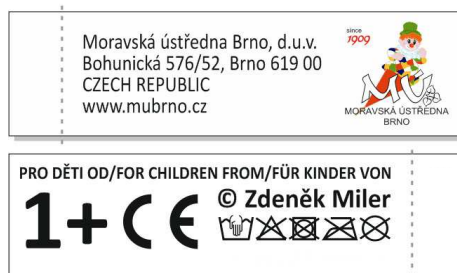 Moravská ústředna Brno, d.u.v.
Bohunická 576/52, Brno 619 00
CZECH REPUBLIC
www.mubrno.cz
since
1909
MÚ
MORAVSKÁ ÚSTŘEDNA
BRNO
PRO DĚTI OD/FOR CHILDREN FROM/FÜR KINDER VON
1+ CE
© Zdeněk Miler